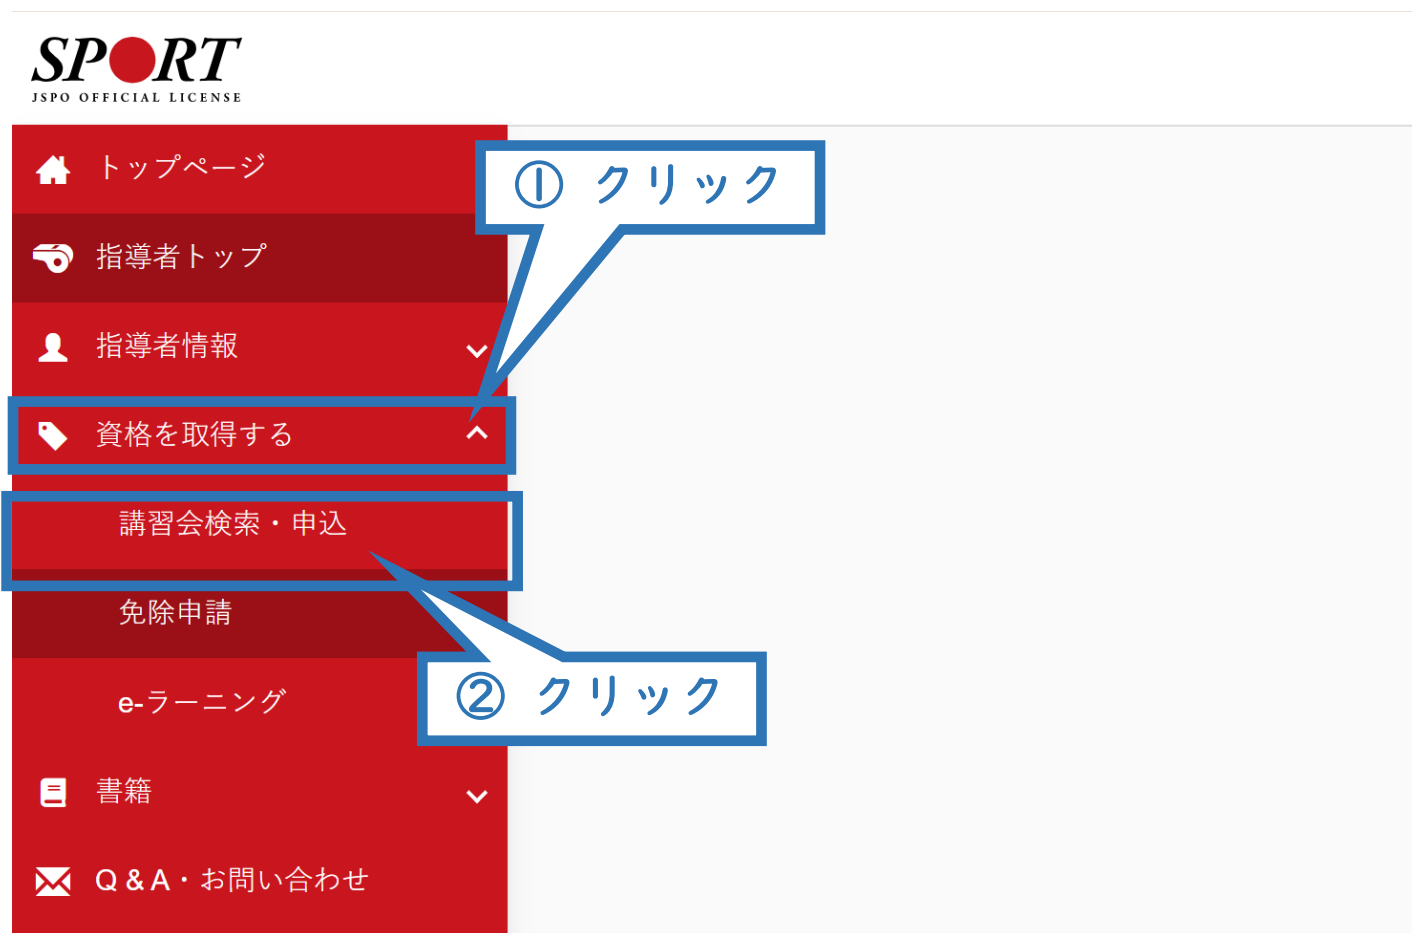 SPORT
JSPO OFFICIAL LICENSE
トップページ
① クリック
指導者トップ
指導者情報
資格を取得する
講習会検索・申込
免除申請
② クリック
e-ラーニング
書籍
Q & A・お問い合わせ